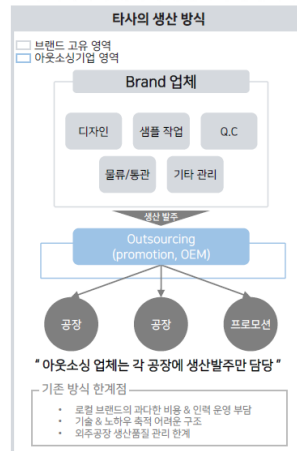 타사의 생산 방식
브랜드 고유 영역
아웃소싱기업 영역
Brand 업체
디자인
샘플 작업
Q.C
물류/통관
기타 관리
생산 발주
Outsourcing
(promotion, OEM)
공장
공장
프로모션
“ 아웃소싱 업체는 각 공장에 생산발주만 담당 ”
기존 방식 한계점
• 로컬 브랜드의 과다한 비용 & 인력 운영 부담
• 기술 & 노하우 축적 어려운 구조
• 외주공장 생산품질 관리 한계